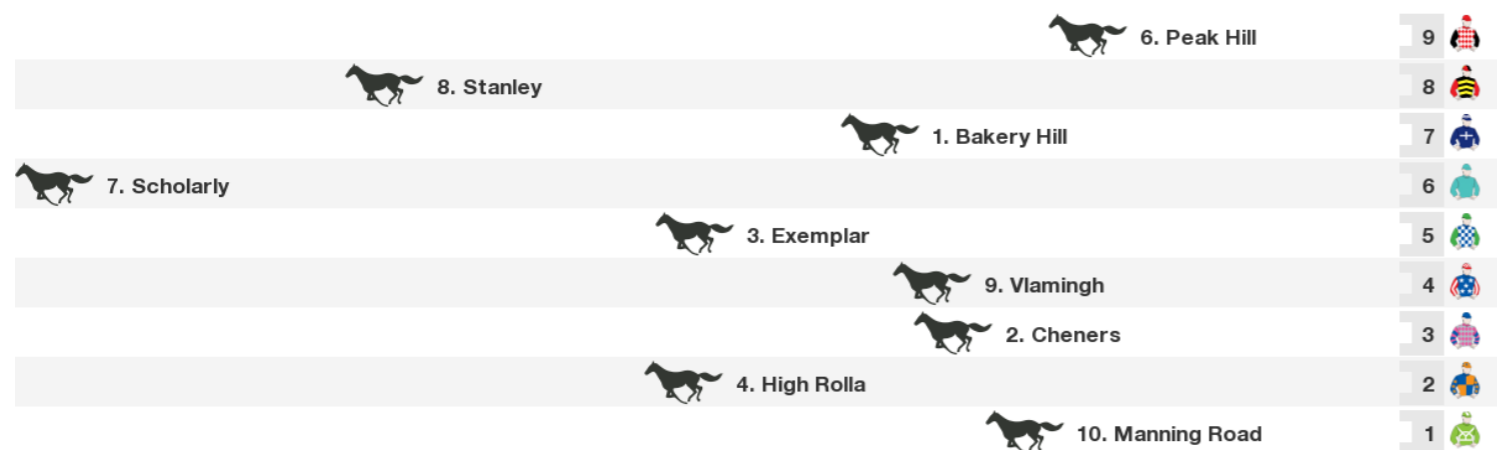 6. Peak Hill 9
8. Stanley 8
1. Bakery Hill 7
7. Scholarly 6
3. Exemplar 5
9. Vlamingh 4
2. Cheners 3
4. High Rolla 2
10. Manning Road 1